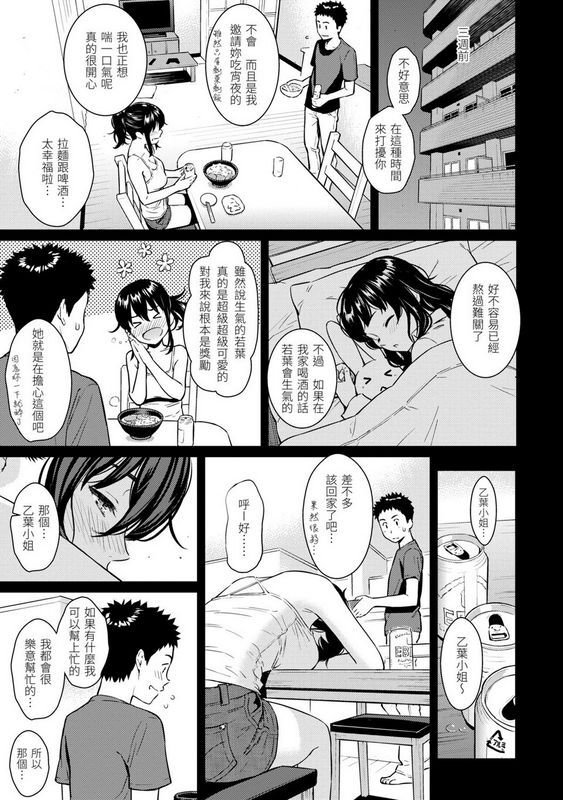 三週前
不好意思
在這種時間
來打擾你
不會 而且是我
邀請妳吃宵夜的
我也正想
喘一口氣呢
真的很開心
拉麵跟啤酒…
太幸福啦…
好不容易已經
熬過難關了
不過 如果在
我家喝酒的話
若葉會生氣的
雖然說生氣的若葉
真的是超級超級可愛的
對我來說根本是獎勵
她就是在擔心這個吧
乙葉
小姐…
乙葉小姐～
差不多
該回家了吧…
果然很弱
呼ー好…
那個…
乙葉小姐
如果有什麼我
可以幫上忙的
我都會很
樂意幫忙的…
所以
那個…
アルミ